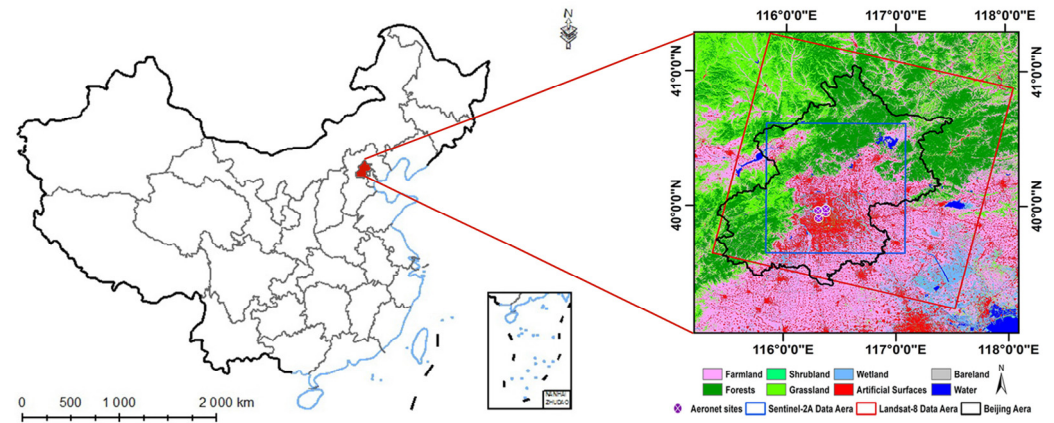 N
116°0'0"E 117°0'0"E 118°0'0"E
41°0'0"N
40°0'0"N
41°0'0"N
40°0'0"N
116°0'0"E 117°0'0"E 118°0'0"E
NANHAI
ZHUDAO
0 500 1 000 2 000 km
Farmland Shrubland Wetland Bareland N
Forests Grassland Artificial Surfaces Water
Aeronet sites Sentinel-2A Data Aera Landsat-8 Data Aera Beijing Aera